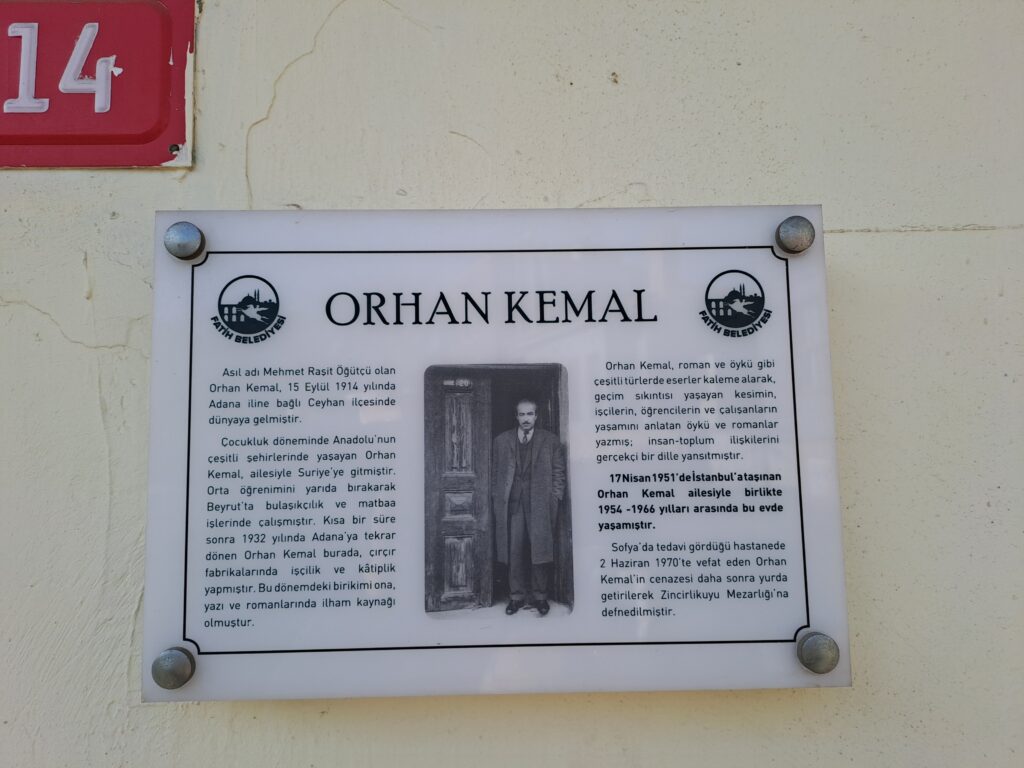 14
ORHAN KEMAL
FATİH BELEDİYESİ
FATİH BELEDİYESİ
Asıl adı Mehmet Raşit Öğütçü olan
Orhan Kemal, 15 Eylül 1914 yılında
Adana iline bağlı Ceyhan ilçesinde
dünyaya gelmiştir.
Çocukluk döneminde Anadolu'nun
çeşitli şehirlerinde yaşayan Orhan
Kemal, ailesiyle Suriye'ye gitmiştir.
Orta öğrenimini yarıda bırakarak
Beyrut'ta bulaşıkçılık ve matbaa
işlerinde çalışmıştır. Kısa bir süre
sonra 1932 yılında Adana'ya tekrar
dönen Orhan Kemal burada, çırçır
fabrikalarında işçilik ve kâtiplik
yapmıştır. Bu dönemdeki birikimi ona,
yazı ve romanlarında ilham kaynağı
olmuştur.
Orhan Kemal, roman ve öykü gibi
çeşitli türlerde eserler kaleme alarak,
geçim sıkıntısı yaşayan kesimin,
işçilerin, öğrencilerin ve çalışanların
yaşamını anlatan öykü ve romanlar
yazmış; insan-toplum ilişkilerini
gerçekçi bir dille yansıtmıştır.
17 Nisan 1951'de İstanbul'a taşınan
Orhan Kemal ailesiyle birlikte
1954 -1966 yılları arasında bu evde
yaşamıştır.
Sofya'da tedavi gördüğü hastanede
2 Haziran 1970'te vefat eden Orhan
Kemal'in cenazesi daha sonra yurda
getirilerek Zincirlikuyu Mezarlığı'na
defnedilmiştir.